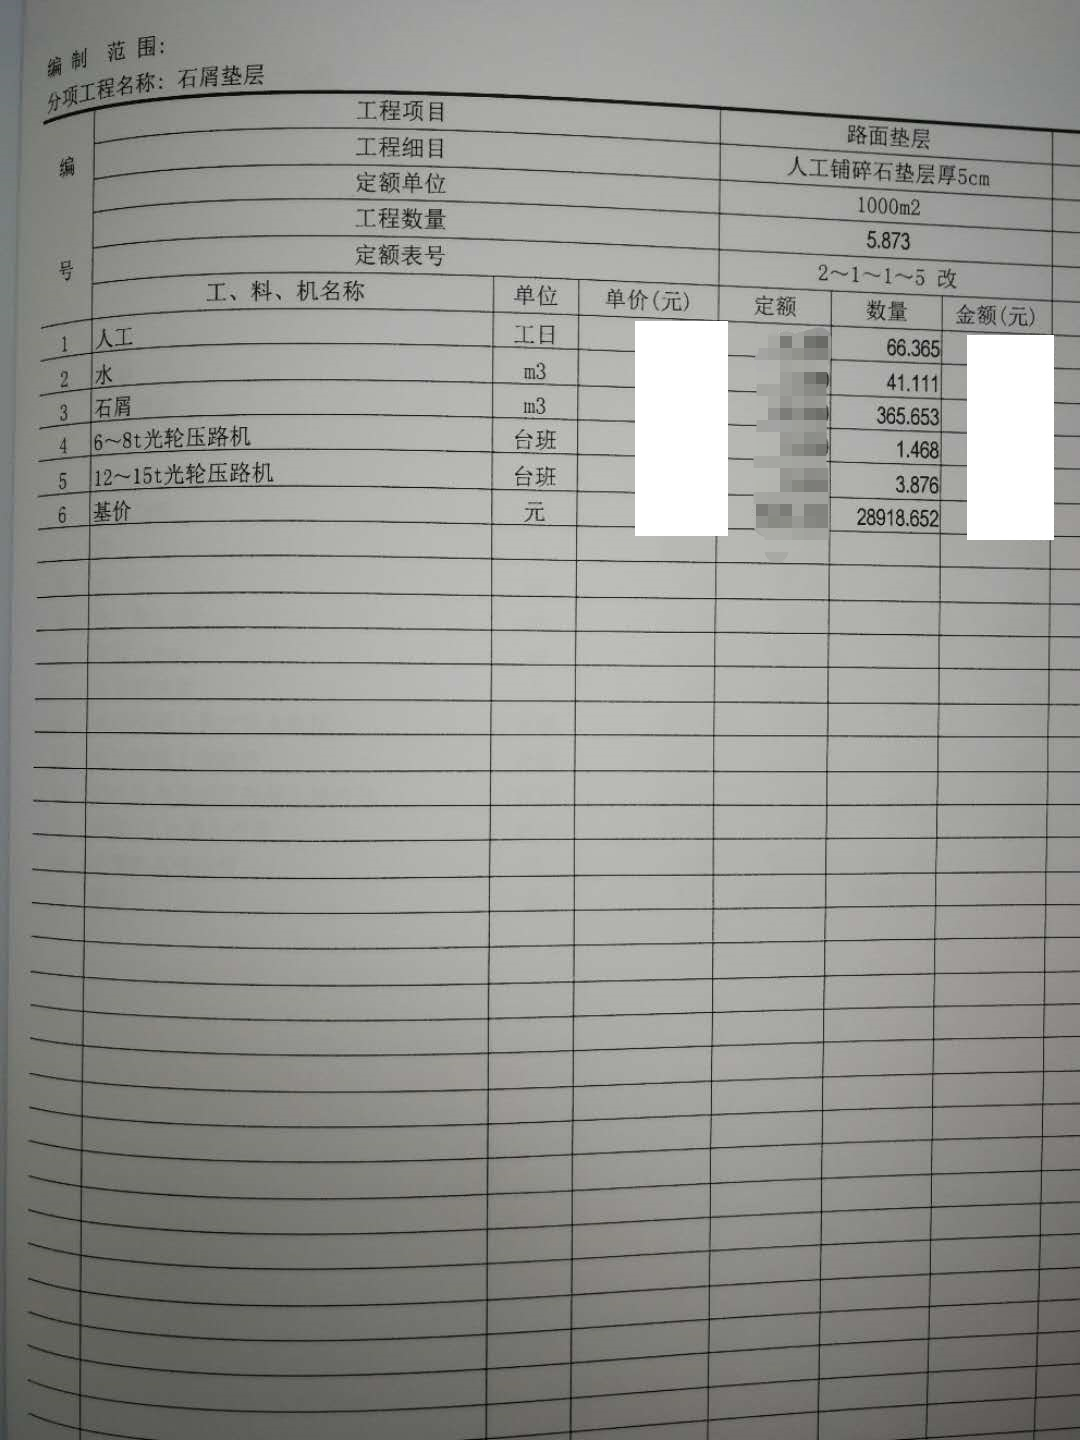 编 制 范 围:
分项工程名称: 石屑垫层
编号
工程项目 路面垫层
工程细目 人工铺碎石垫层厚5cm
定额单位 1000m2
工程数量 5.873
定额表号 2~1~1~5 改
工、料、机名称 单位 单价(元) 定额 数量 金额(元)
1 人工 工日 66.365
2 水 m3 41.111
3 石屑 m3 365.653
4 6~8t光轮压路机 台班 1.468
5 12~15t光轮压路机 台班 3.876
6 基价 元 28918.652